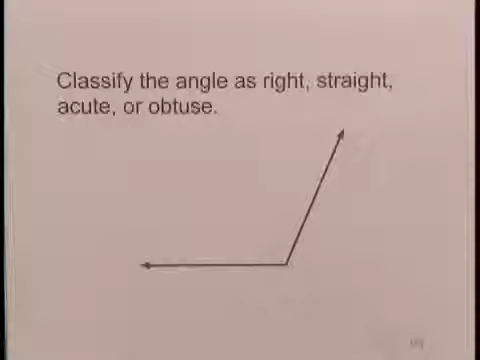 Classify the angle as right, straight,
acute, or obtuse.